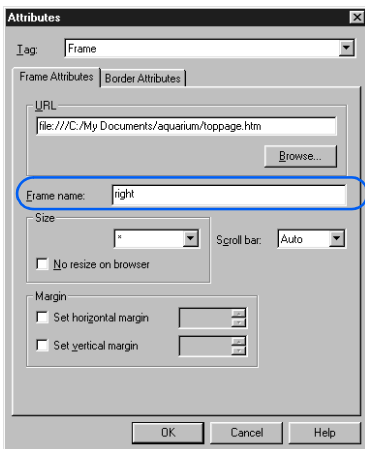 Attributes
Tag: Frame
Frame Attributes Border Attributes
URL
file:///C:/My Documents/aquarium/toppage.htm
Browse...
Frame name: right
Size
* Scroll bar: Auto
No resize on browser
Margin
Set horizontal margin
Set vertical margin
OK Cancel Help